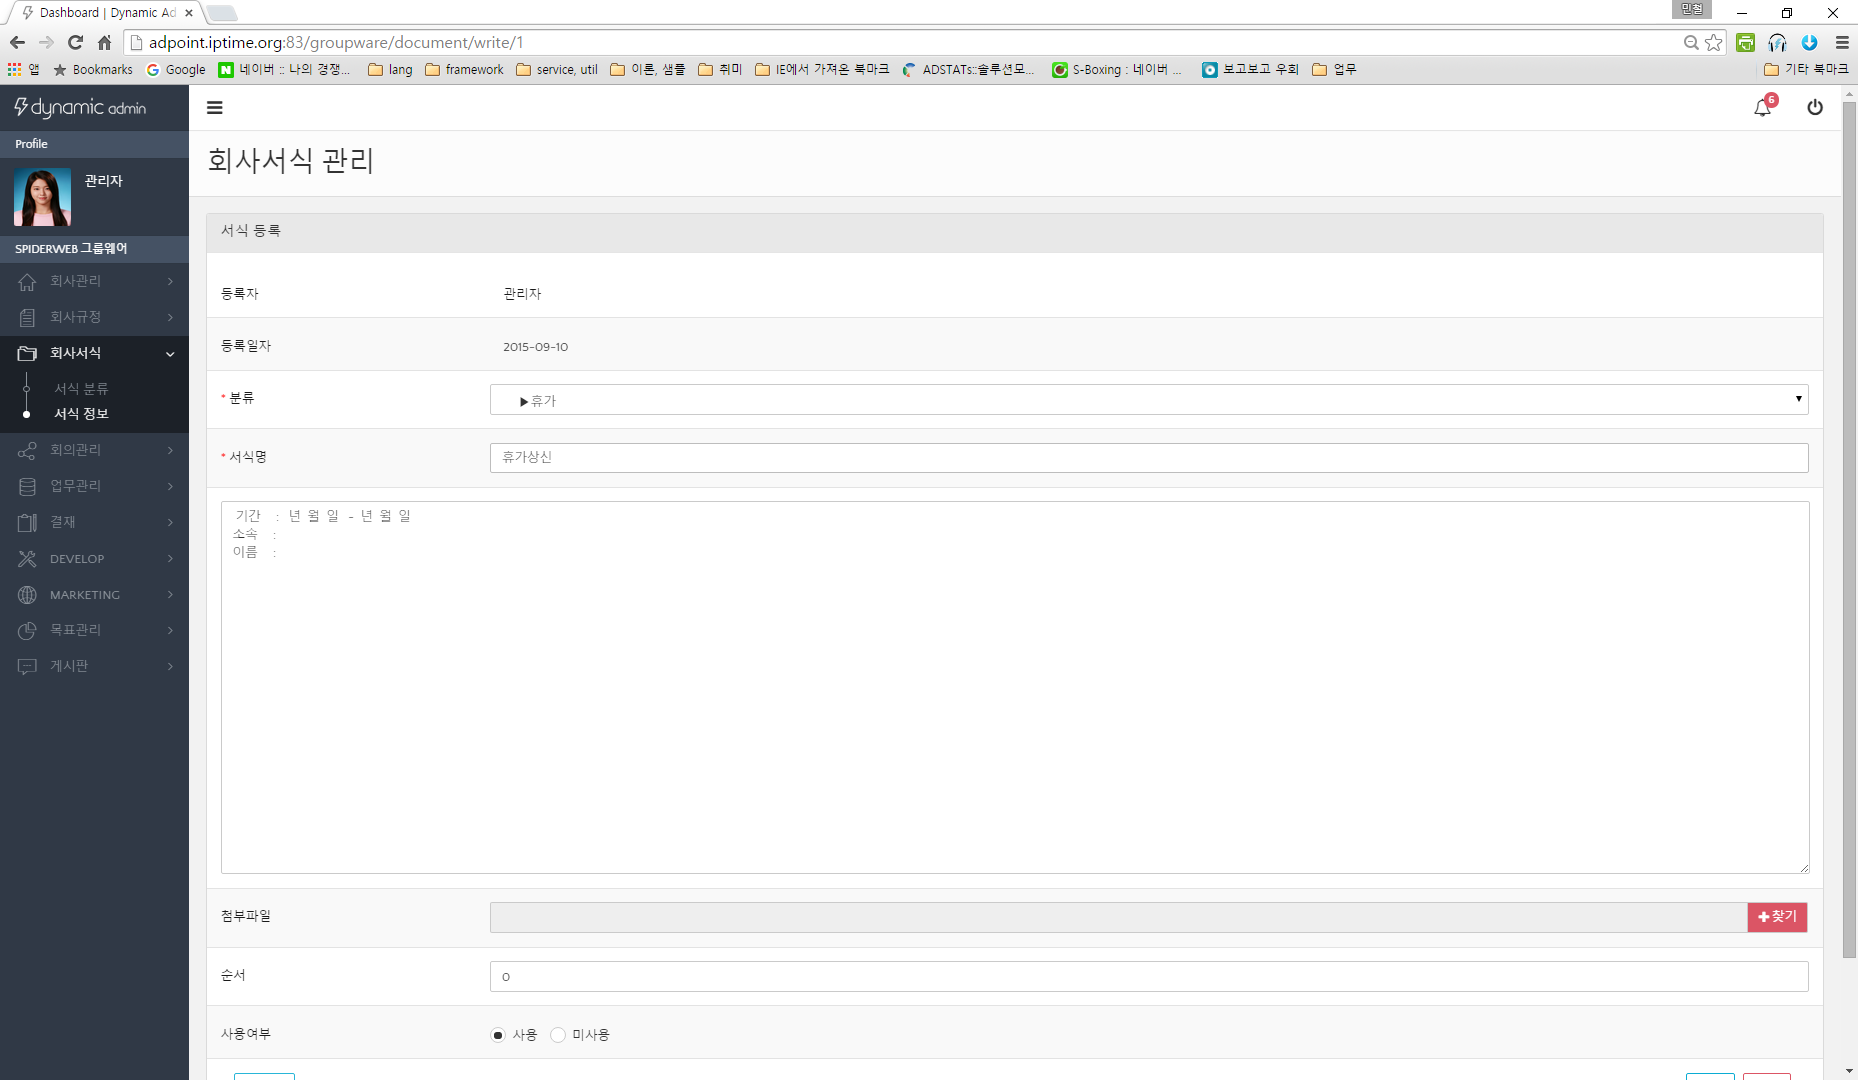 Dashboard | Dynamic Ad
민철
adpoint.iptime.org:83/groupware/document/write/1
앱 Bookmarks Google 네이버 :: 나의 경쟁... lang framework service, util 이론, 샘플 취미 IE에서 가져온 북마크 ADSTATs::솔루션모... S-Boxing : 네이버 ... 보고보고 우회 업무 기타 북마크
dynamic admin
6
Profile
관리자
SPIDERWEB 그룹웨어
회사관리
회사규정
회사서식
서식 분류
서식 정보
회의관리
업무관리
결재
DEVELOP
MARKETING
목표관리
게시판
회사서식 관리
서식 등록
등록자 관리자
등록일자 2015-09-10
* 분류 ▶휴가
* 서식명 휴가상신
기간 : 년 월 일 - 년 월 일
소속 :
이름 :
첨부파일 찾기
순서 0
사용여부 사용 미사용